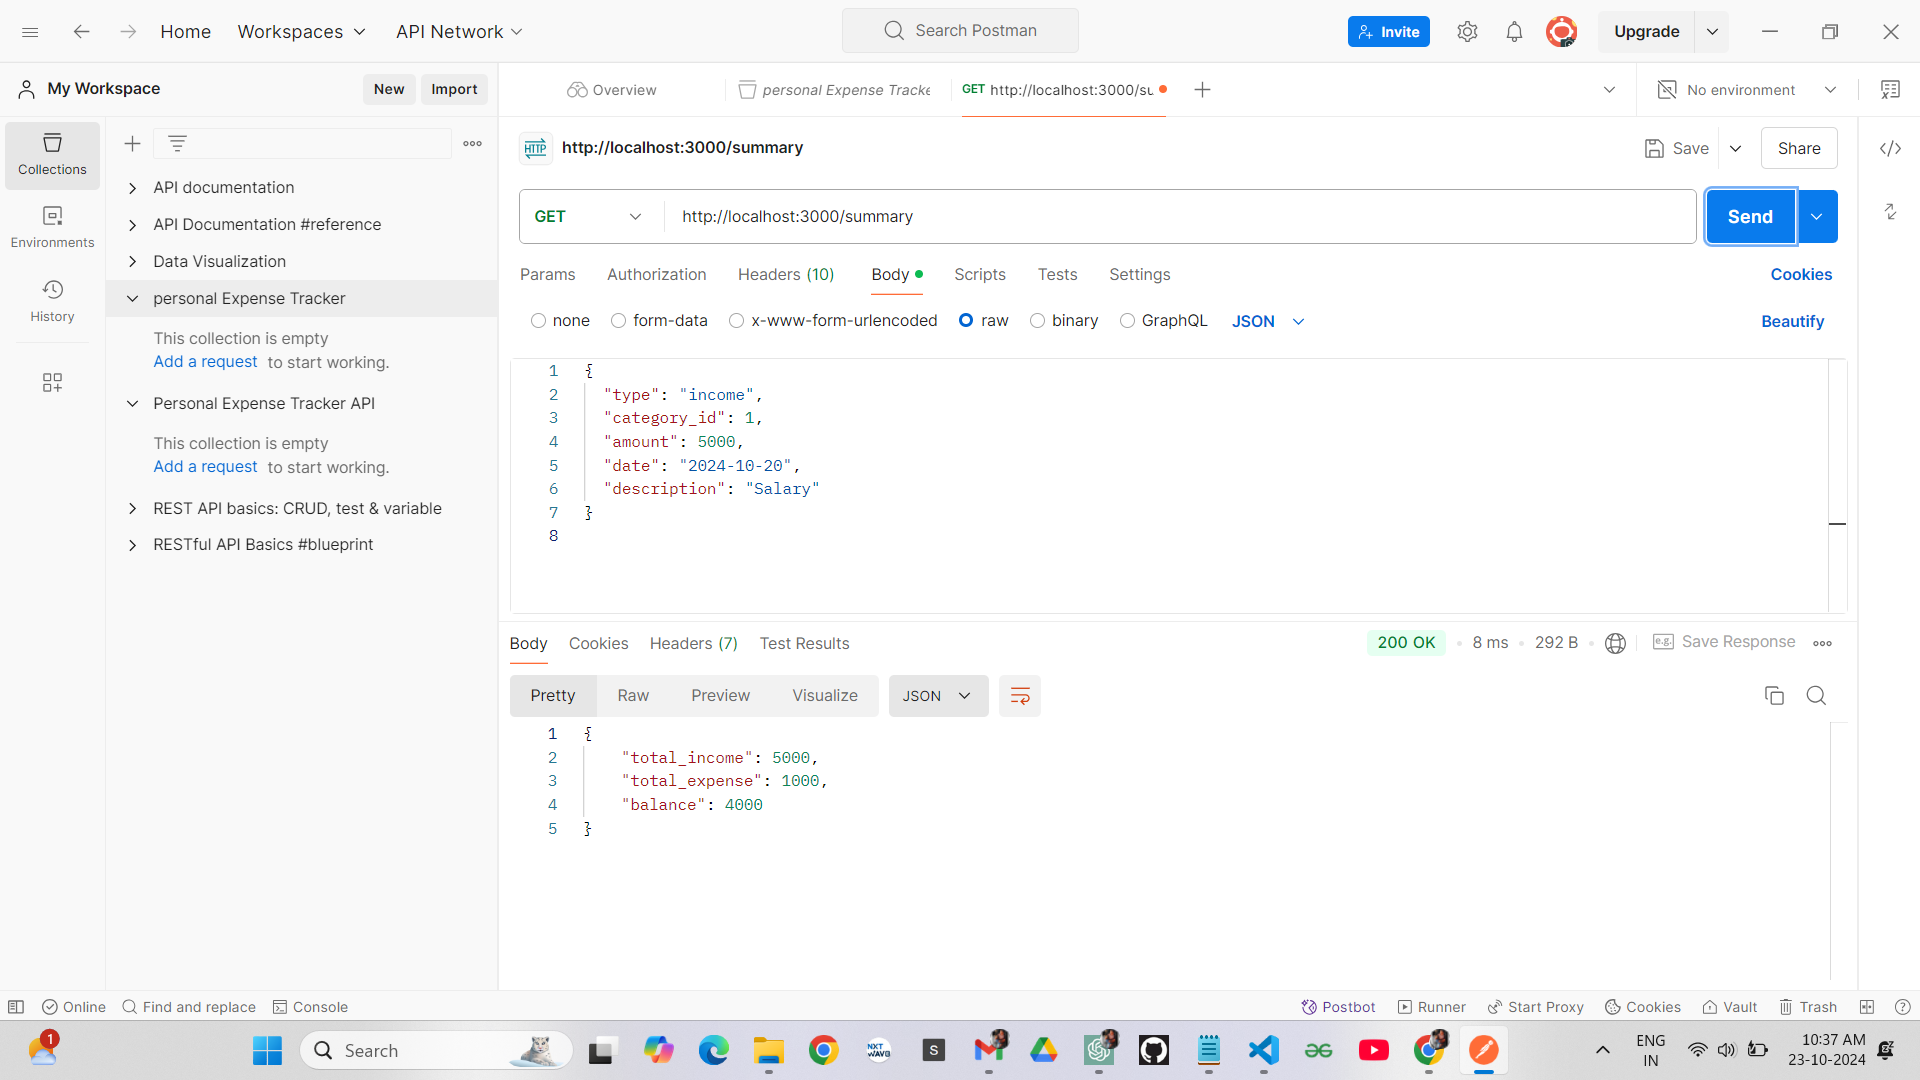 Home Workspaces API Network Search Postman Invite Upgrade
My Workspace New Import Overview personal Expense Tracke GET http://localhost:3000/su No environment
Collections
Environments
History
API documentation
API Documentation #reference
Data Visualization
personal Expense Tracker
This collection is empty
Add a request to start working.
Personal Expense Tracker API
This collection is empty
Add a request to start working.
REST API basics: CRUD, test & variable
RESTful API Basics #blueprint
HTTP http://localhost:3000/summary Save Share
GET http://localhost:3000/summary Send
Params Authorization Headers (10) Body Scripts Tests Settings Cookies
none form-data x-www-form-urlencoded raw binary GraphQL JSON Beautify
1 {
2 "type": "income",
3 "category_id": 1,
4 "amount": 5000,
5 "date": "2024-10-20",
6 "description": "Salary"
7 }
8
Body Cookies Headers (7) Test Results 200 OK 8 ms 292 B e.g. Save Response
Pretty Raw Preview Visualize JSON
1 {
2 "total_income": 5000,
3 "total_expense": 1000,
4 "balance": 4000
5 }
Online Find and replace Console Postbot Runner Start Proxy Cookies Vault Trash
1 Search NXT WAVE S ENG IN 10:37 AM
23-10-2024